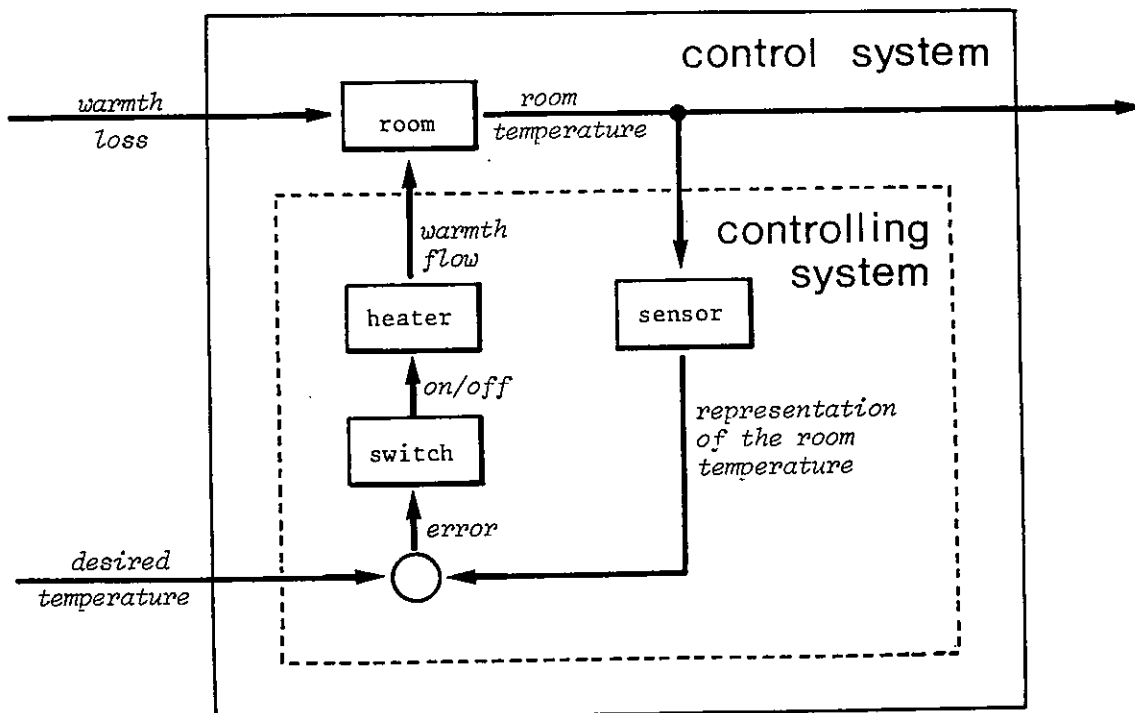 control system
warmth
loss
room
room
temperature
controlling
system
warmth
flow
heater
sensor
on/off
switch
representation
of the room
temperature
error
desired
temperature